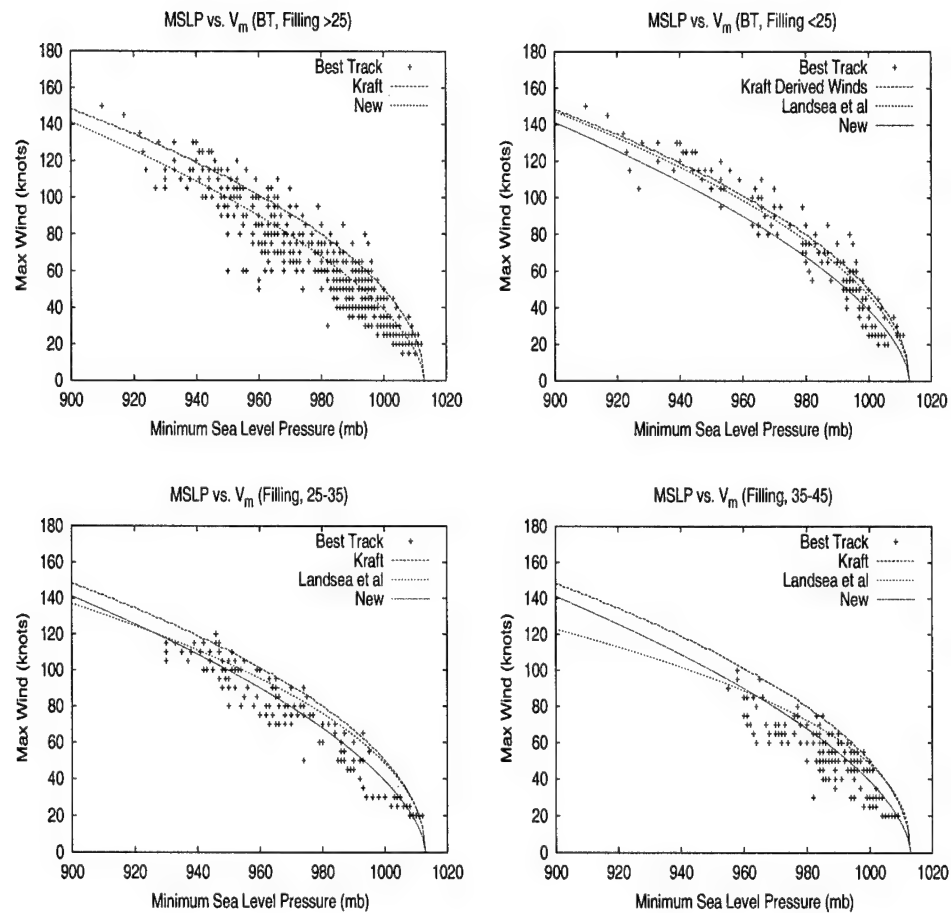 MSLP vs. Vm (BT, Filling >25)
180
160
140
120
100
80
60
40
20
0
Max Wind (knots)
Best Track
Kraft
New
900 920 940 960 980 1000 1020
Minimum Sea Level Pressure (mb)
MSLP vs. Vm (BT, Filling <25)
180
160
140
120
100
80
60
40
20
0
Max Wind (knots)
Best Track
Kraft Derived Winds
Landsea et al
New
900 920 940 960 980 1000 1020
Minimum Sea Level Pressure (mb)
MSLP vs. Vm (Filling, 25-35)
180
160
140
120
100
80
60
40
20
0
Max Wind (knots)
Best Track
Kraft
Landsea et al
New
900 920 940 960 980 1000 1020
Minimum Sea Level Pressure (mb)
MSLP vs. Vm (Filling, 35-45)
180
160
140
120
100
80
60
40
20
0
Max Wind (knots)
Best Track
Kraft
Landsea et al
New
900 920 940 960 980 1000 1020
Minimum Sea Level Pressure (mb)